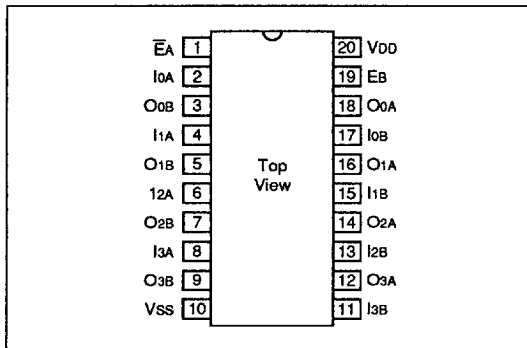 E̅A 1 20 VDD
I0A 2 19 EB
O0B 3 18 O0A
I1A 4 17 I0B
O1B 5 16 O1A
Top
View
12A 6 15 I1B
O2B 7 14 O2A
I3A 8 13 I2B
O3B 9 12 O3A
VSS 10 11 I3B